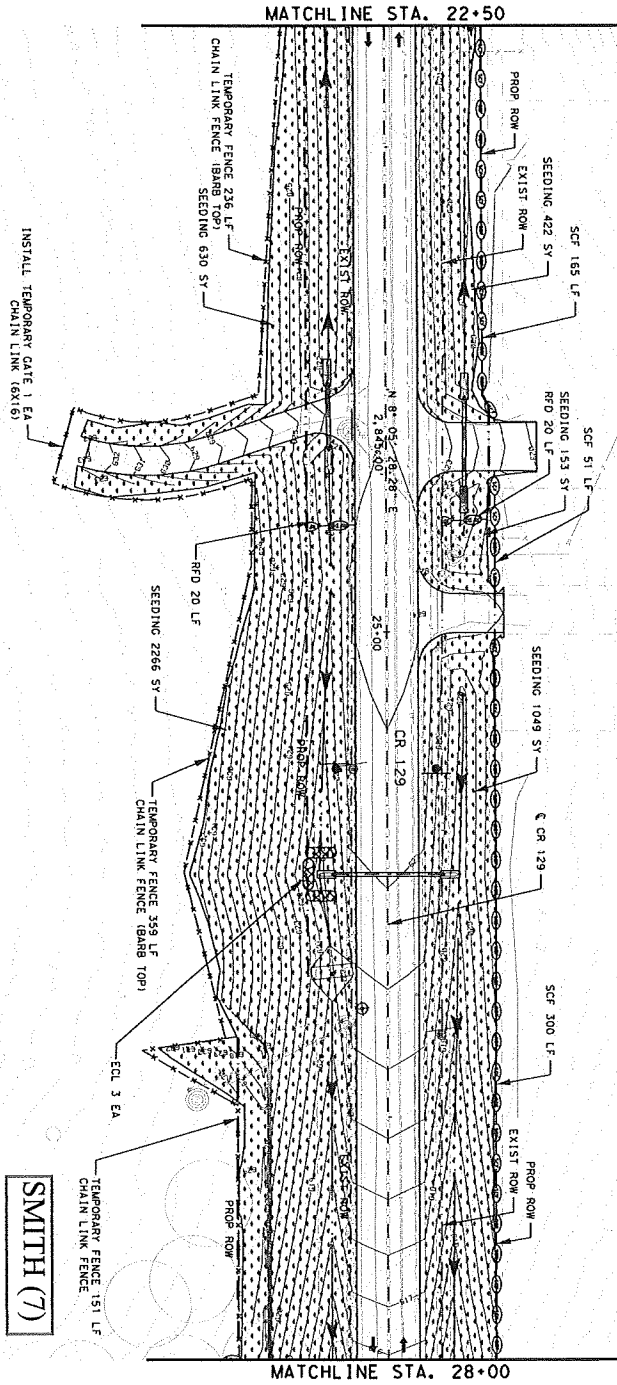 MATCHLINE STA. 22+50
PROP ROW
SEEDING 422 SY
EXIST ROW
SCF 165 LF
SEEDING 153 SY
RFD 20 LF
SCF 51 LF
SEEDING 1049 SY
℄ CR 129
SCF 300 LF
EXIST ROW
PROP ROW
N 8° 05' 28.28" E
2,845.00
25+00
CR 129
EXIST ROW
PROP ROW
TEMPORARY FENCE 236 LF
CHAIN LINK FENCE (BARB TOP)
SEEDING 630 SY
INSTALL TEMPORARY GATE 1 EA
CHAIN LINK (6X16)
RFD 20 LF
SEEDING 2266 SY
PROP ROW
TEMPORARY FENCE 359 LF
CHAIN LINK FENCE (BARB TOP)
ECL 3 EA
EXIST ROW
617
TEMPORARY FENCE 151 LF
CHAIN LINK FENCE
PROP ROW
SMITH (7)
MATCHLINE STA. 28+00